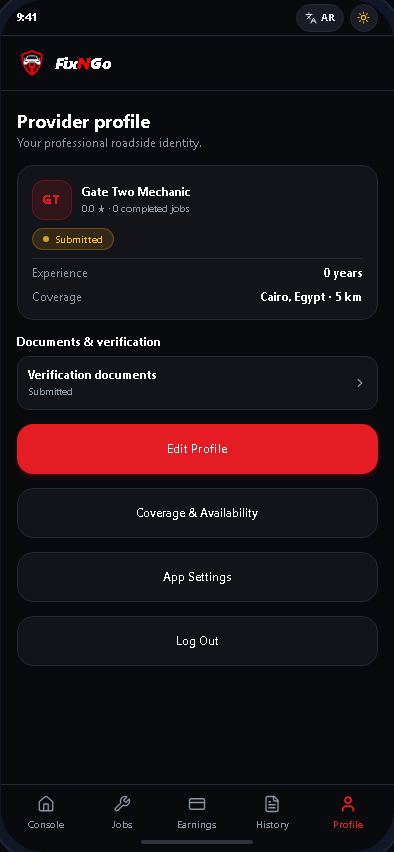 9:41
AR
FixNGo
Provider profile
Your professional roadside identity.
GT
Gate Two Mechanic
0.0 ★ · 0 completed jobs
Submitted
Experience
0 years
Coverage
Cairo, Egypt · 5 km
Documents & verification
Verification documents
Submitted
Edit Profile
Coverage & Availability
App Settings
Log Out
Console
Jobs
Earnings
History
Profile